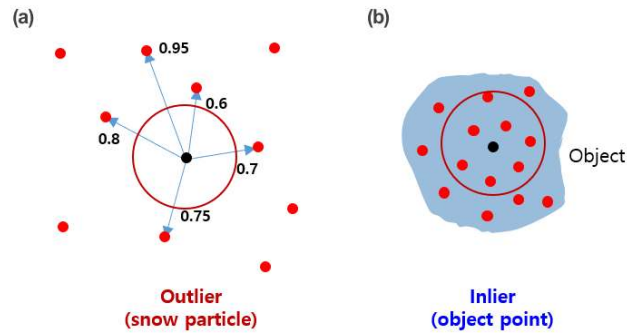 (a)
(b)
0.95
0.6
0.8
0.7
0.75
Object
Outlier
(snow particle)
Inlier
(object point)